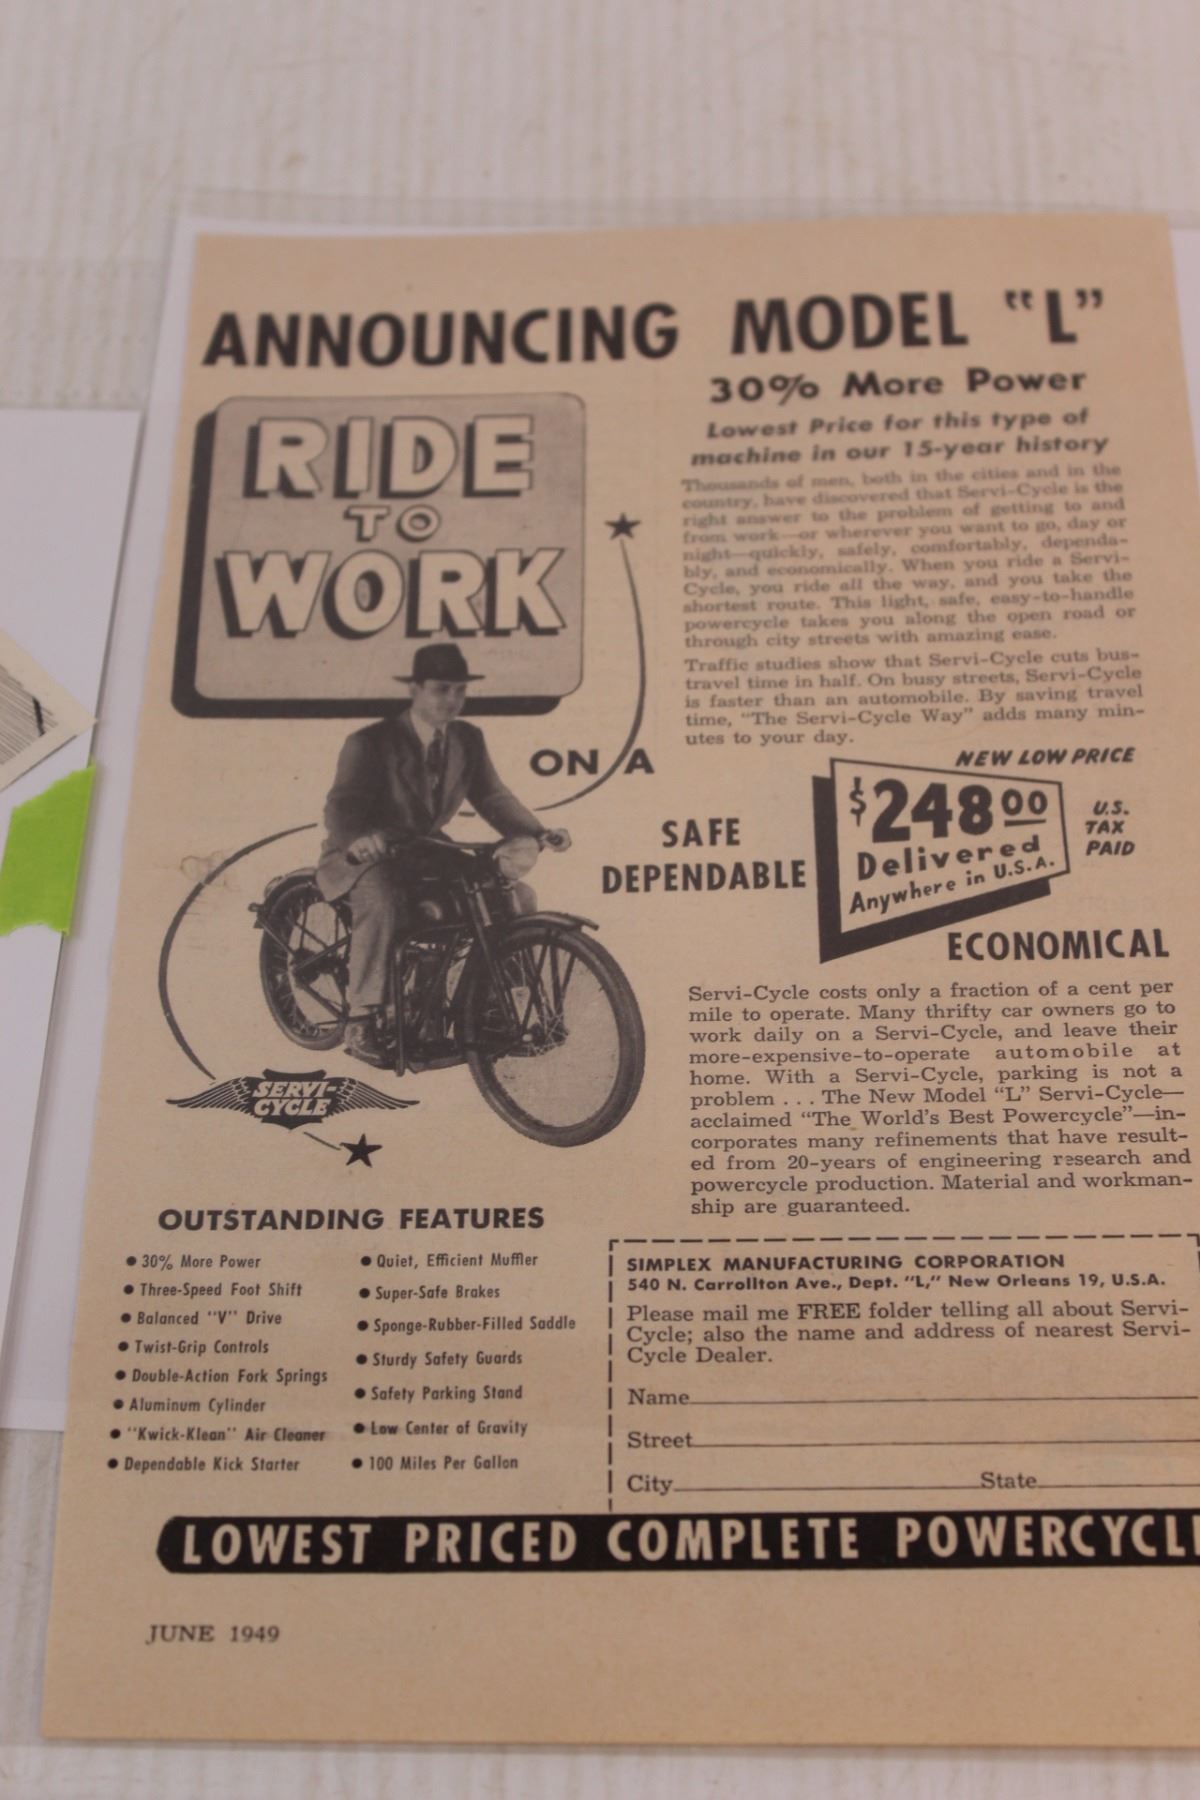 ANNOUNCING MODEL "L"
30% More Power
Lowest Price for this type of
machine in our 15-year history
RIDE
TO
WORK
ON A
Thousands of men, both in the cities and in the
country, have discovered that Servi-Cycle is the
right answer to the problem of getting to and
from work—or wherever you want to go, day or
night—quickly, safely, comfortably, dependa-
bly, and economically. When you ride a Servi-
Cycle, you ride all the way, and you take the
shortest route. This light, safe, easy-to-handle
powercycle takes you along the open road or
through city streets with amazing ease.
Traffic studies show that Servi-Cycle cuts bus-
travel time in half. On busy streets, Servi-Cycle
is faster than an automobile. By saving travel
time, "The Servi-Cycle Way" adds many min-
utes to your day.
NEW LOW PRICE
$248.00
Delivered
Anywhere in U.S.A.
U.S.
TAX
PAID
SAFE
DEPENDABLE
ECONOMICAL
SERVI-
CYCLE
Servi-Cycle costs only a fraction of a cent per
mile to operate. Many thrifty car owners go to
work daily on a Servi-Cycle, and leave their
more-expensive-to-operate automobile at
home. With a Servi-Cycle, parking is not a
problem . . . The New Model "L" Servi-Cycle—
acclaimed "The World's Best Powercycle"—in-
corporates many refinements that have result-
ed from 20-years of engineering research and
powercycle production. Material and workman-
ship are guaranteed.
OUTSTANDING FEATURES
● 30% More Power
● Three-Speed Foot Shift
● Balanced "V" Drive
● Twist-Grip Controls
● Double-Action Fork Springs
● Aluminum Cylinder
● "Kwick-Klean" Air Cleaner
● Dependable Kick Starter
● Quiet, Efficient Muffler
● Super-Safe Brakes
● Sponge-Rubber-Filled Saddle
● Sturdy Safety Guards
● Safety Parking Stand
● Low Center of Gravity
● 100 Miles Per Gallon
SIMPLEX MANUFACTURING CORPORATION
540 N. Carrollton Ave., Dept. "L," New Orleans 19, U.S.A.
Please mail me FREE folder telling all about Servi-
Cycle; also the name and address of nearest Servi-
Cycle Dealer.
Name
Street
City State
LOWEST PRICED COMPLETE POWERCYCL
JUNE 1949